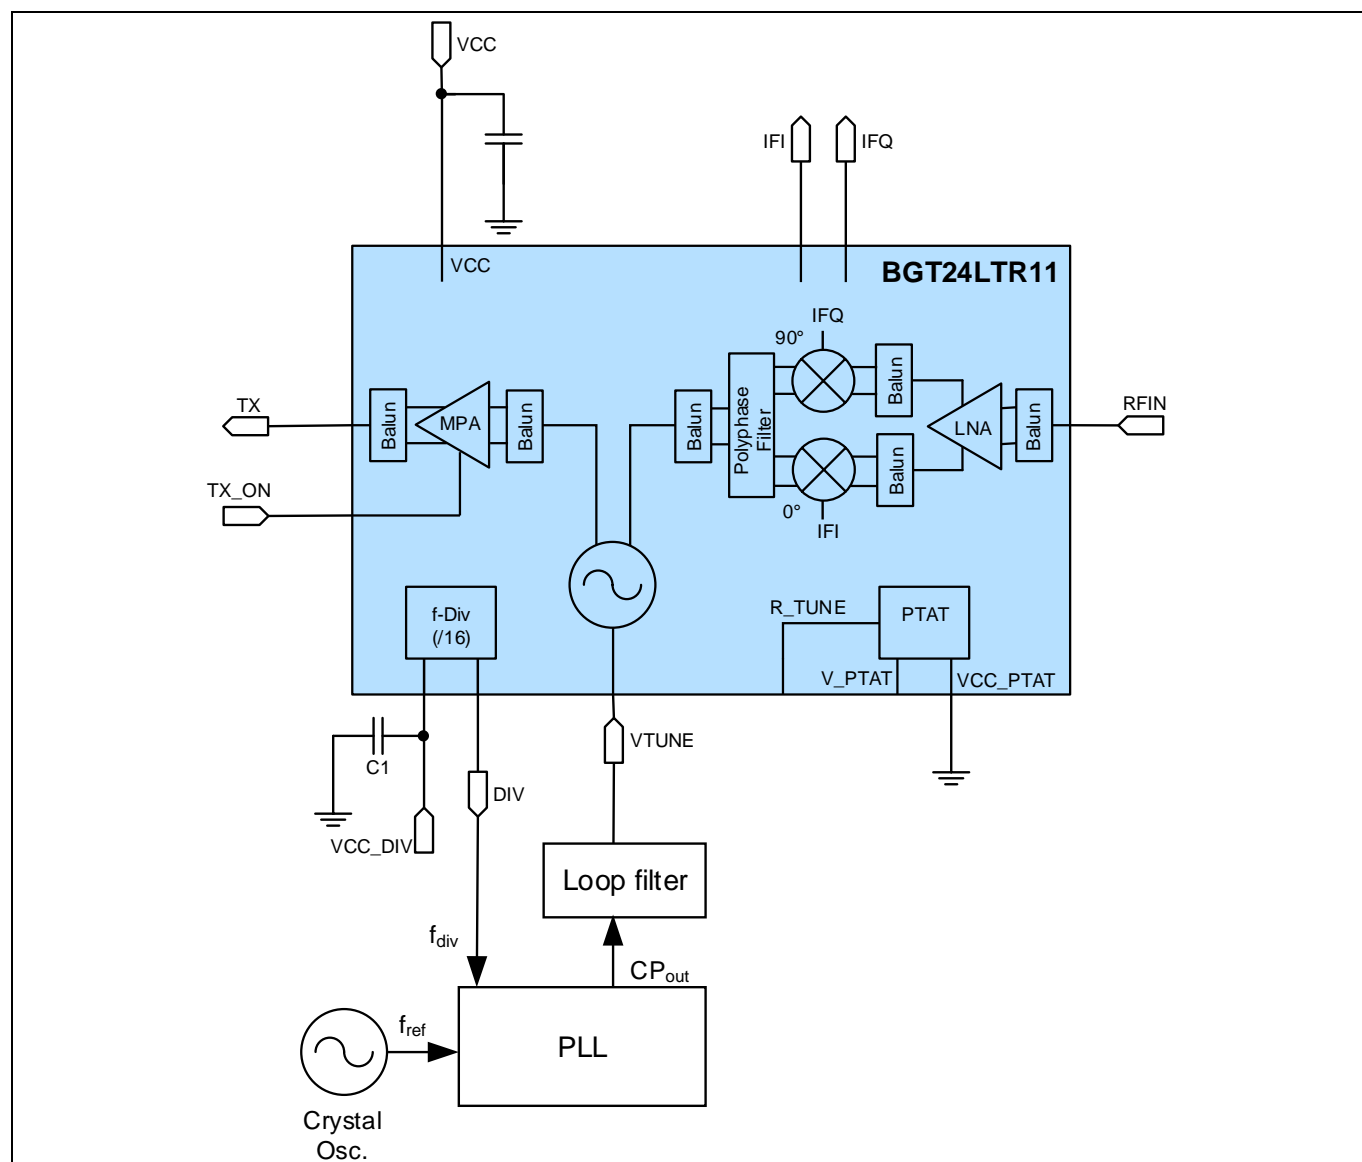 VCC
IFI
IFQ
VCC
BGT24LTR11
IFQ
90°
Balun
Polyphase
Filter
Balun
MPA
Balun
Balun
LNA
Balun
Balun
TX
RFIN
TX_ON
0°
IFI
f-Div
(/16)
R_TUNE
PTAT
V_PTAT
VCC_PTAT
C1
VTUNE
DIV
VCC_DIV
Loop filter
fdiv
CPout
fref
PLL
Crystal
Osc.